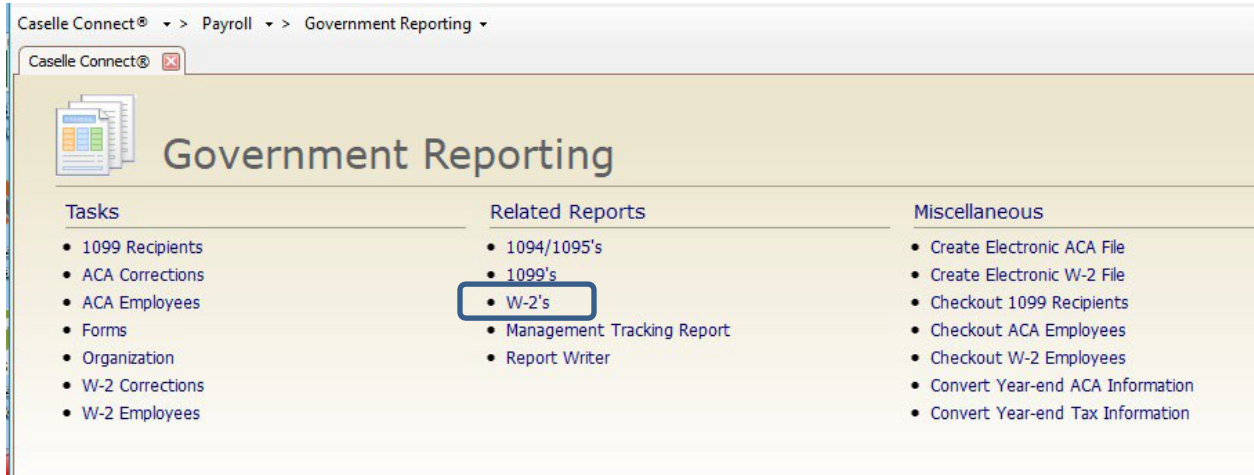 Caselle Connect® > Payroll > Government Reporting
Caselle Connect®
Government Reporting
Tasks
• 1099 Recipients
• ACA Corrections
• ACA Employees
• Forms
• Organization
• W-2 Corrections
• W-2 Employees
Related Reports
• 1094/1095's
• 1099's
• W-2's
• Management Tracking Report
• Report Writer
Miscellaneous
• Create Electronic ACA File
• Create Electronic W-2 File
• Checkout 1099 Recipients
• Checkout ACA Employees
• Checkout W-2 Employees
• Convert Year-end ACA Information
• Convert Year-end Tax Information